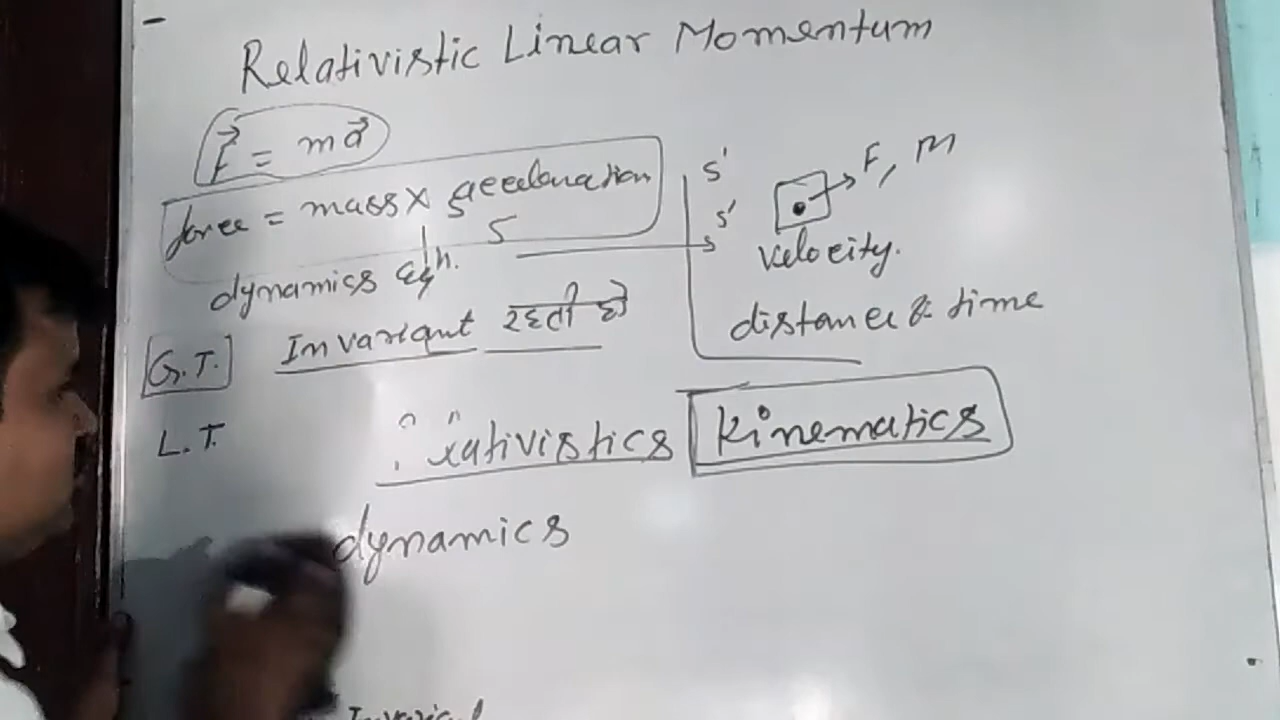 Relativistic Linear Momentum
F⃗ = ma⃗
force = mass x acceleration
S
dynamics eqn.
G.T. Invariant रहती हो
L.T.
S'
S'
F, m
velocity.
distance & time
Kinematics
dynamics